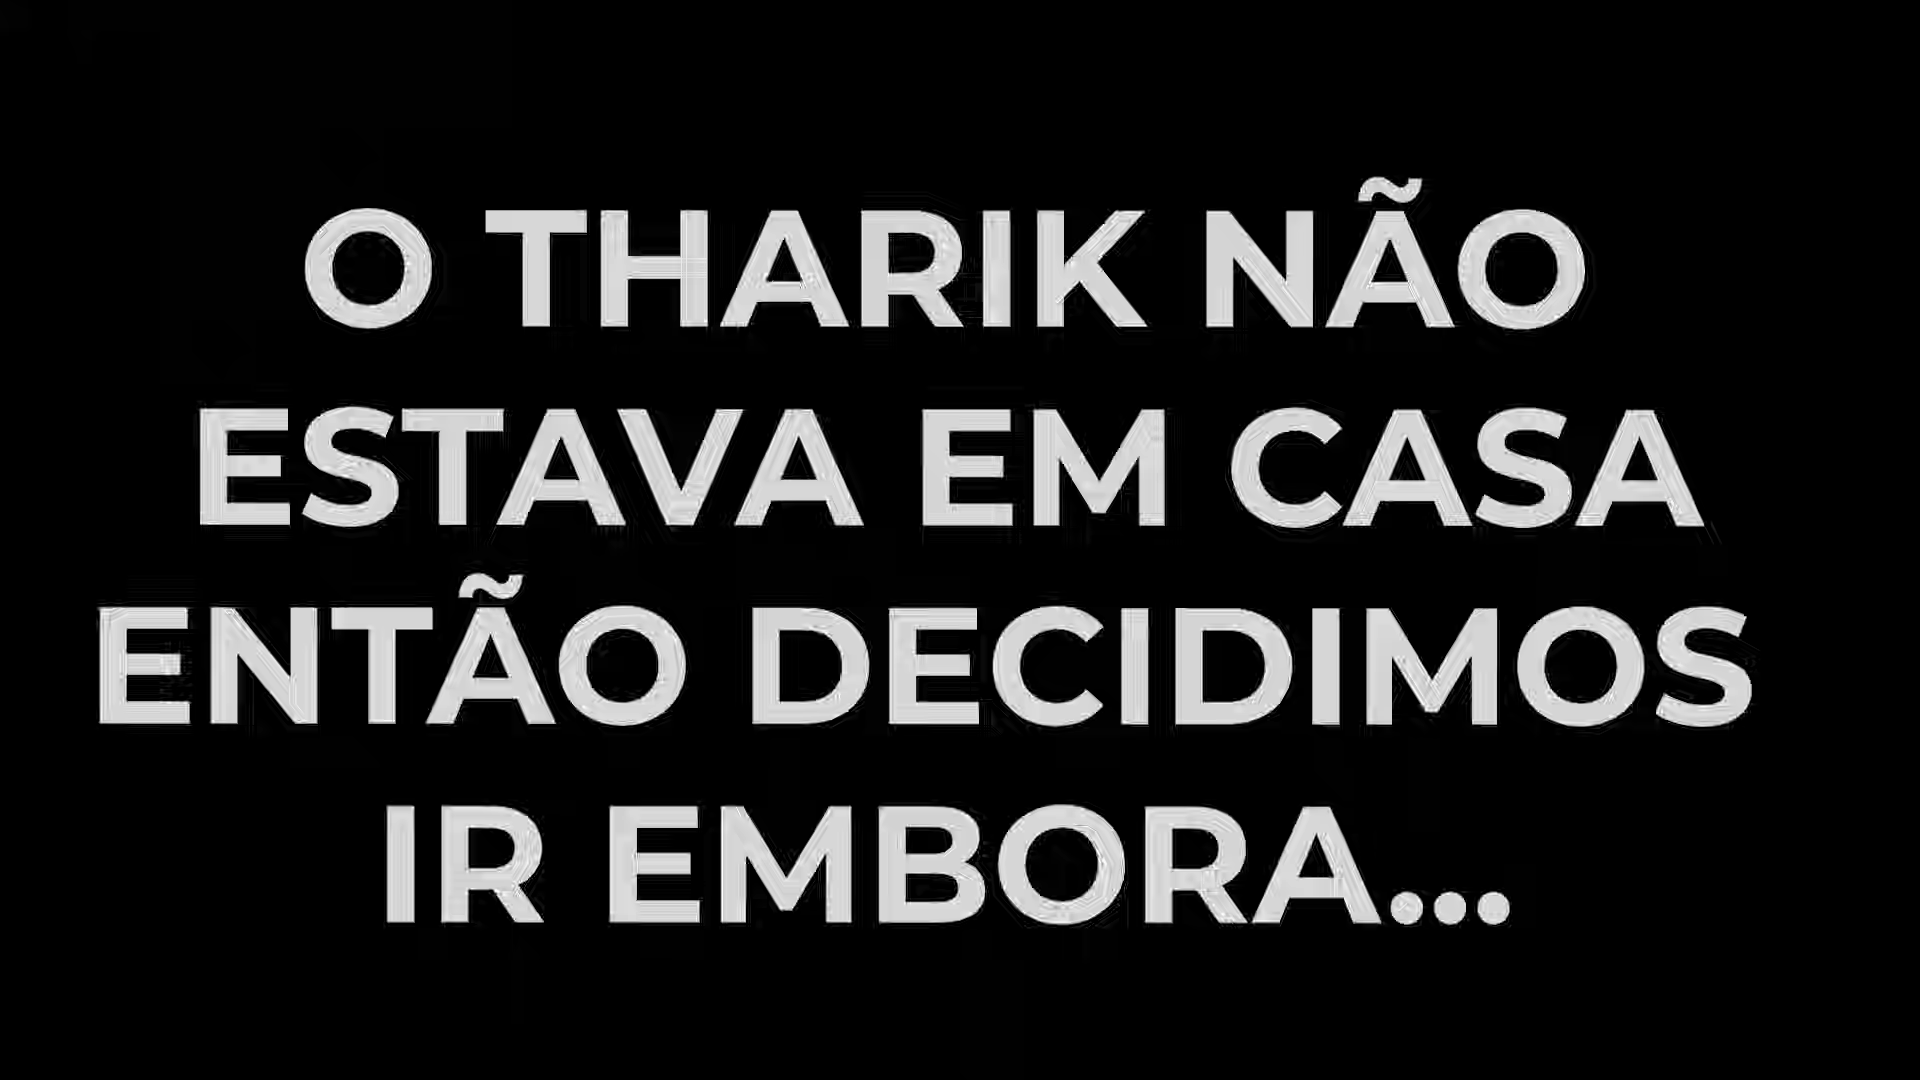 O THARIK NÃO
ESTAVA EM CASA
ENTÃO DECIDIMOS
IR EMBORA...